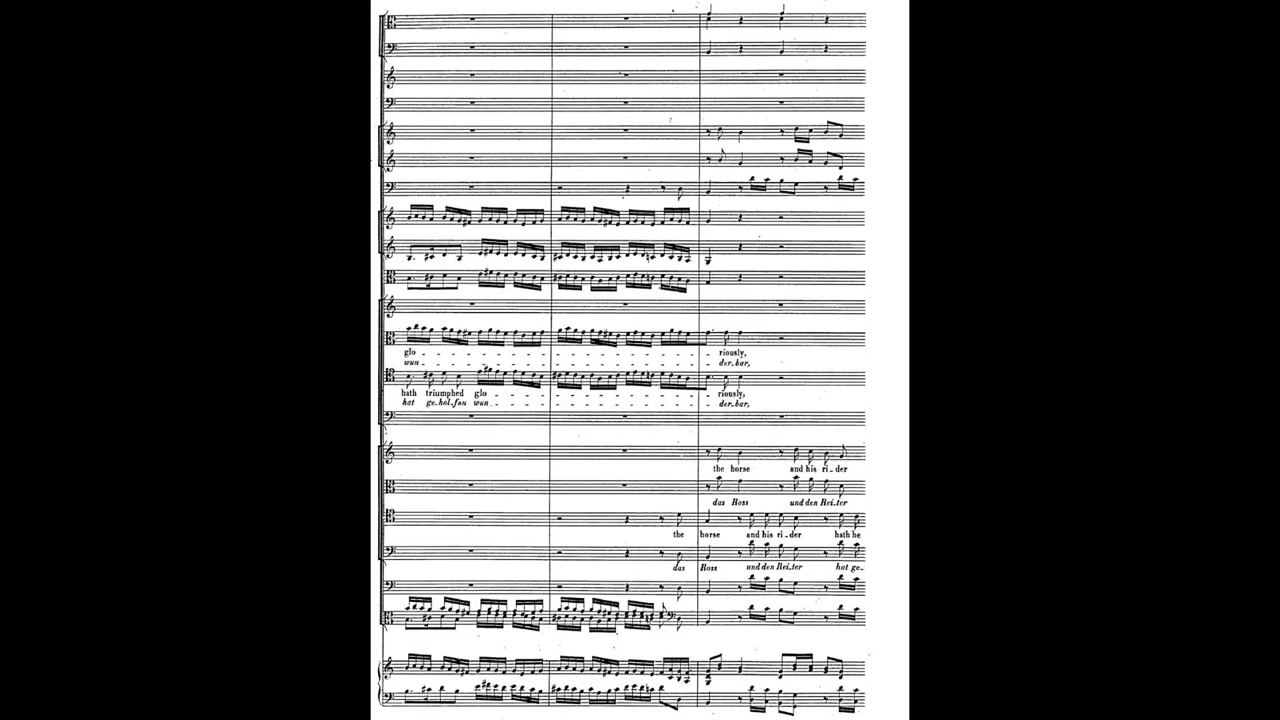 glo - - - - - - - - - - - - - - - - - - riously,
wun - - - - - - - - - - - - - - - - - - der-bar,
hath triumphed glo - - - - - - - - - - - - - - riously,
hat ge-hol-fen wun - - - - - - - - - - - - - - der-bar,
the horse and his ri-der
das Ross und den Rei-ter
the horse and his ri-der hath he
das Ross und den Rei-ter hat ge-